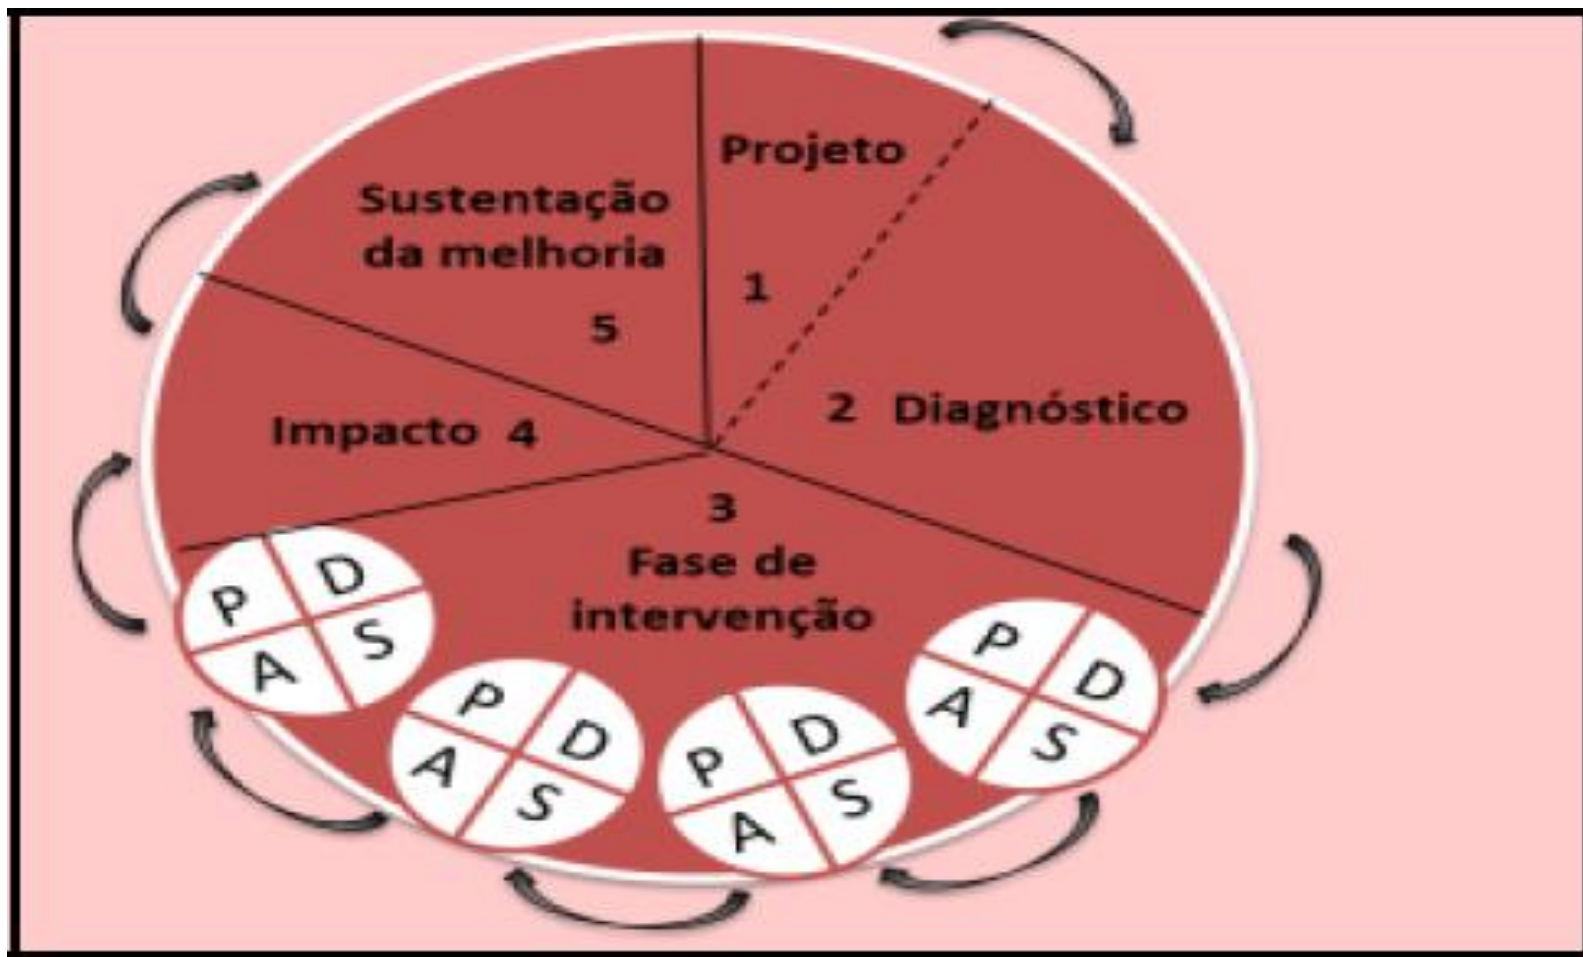 Projeto
1
2 Diagnóstico
3
Fase de
intervenção
P
D
S
A
P
D
S
A
P
D
S
A
P
D
S
A
Impacto 4
Sustentação
da melhoria
5